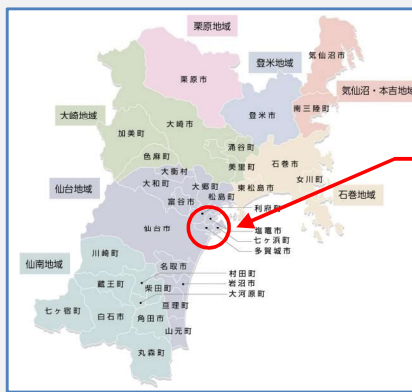 栗原地域
気仙沼市
登米地域
栗原市
気仙沼・本吉地域
南三陸町
登米市
大崎地域
大崎市
加美町
涌谷町
石巻市
色麻町
美里町
女川町
大衡村
大郷町
東松島市
大和町
松島町
仙台地域
富谷市
利府町
石巻地域
塩竈市
仙台市
七ヶ浜町
多賀城市
川崎町
仙南地域
名取市
村田町
蔵王町
柴田町
岩沼市
大河原町
七ヶ宿町
亘理町
白石市
角田市
山元町
丸森町